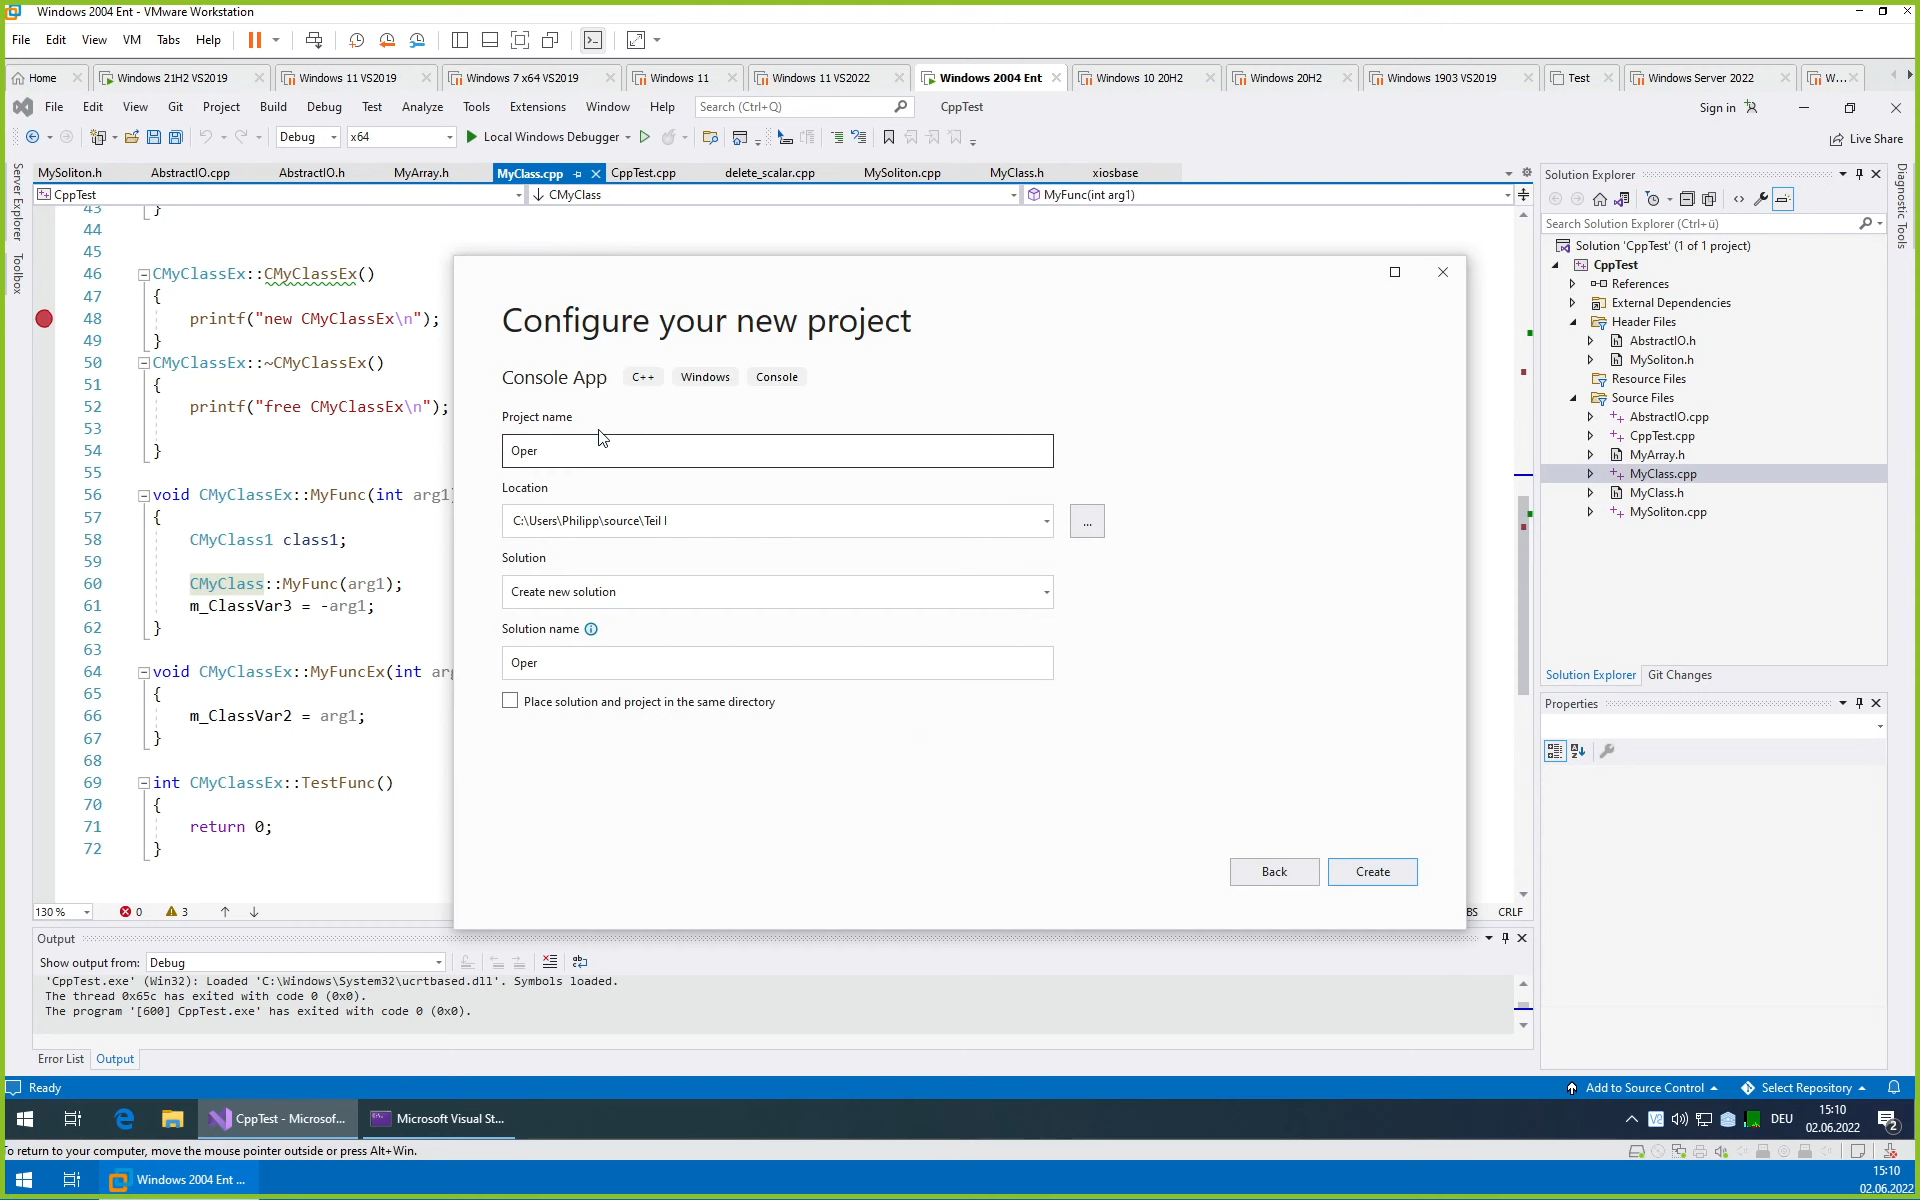 Windows 2004 Ent - VMware Workstation
File Edit View VM Tabs Help
Home Windows 21H2 VS2019 Windows 11 VS2019 Windows 7 x64 VS2019 Windows 11 Windows 11 VS2022 Windows 2004 Ent Windows 10 20H2 Windows 20H2 Windows 1903 VS2019 Test Windows Server 2022 W...
File Edit View Git Project Build Debug Test Analyze Tools Extensions Window Help Search (Ctrl+Q) CppTest Sign in
Debug x64 Local Windows Debugger Live Share
MySoliton.h AbstractIO.cpp AbstractIO.h MyArray.h MyClass.cpp CppTest.cpp delete_scalar.cpp MySoliton.cpp MyClass.h xiosbase
CppTest CMyClass MyFunc(int arg1)
Server Explorer
Toolbox
43 }
44
45
46 CMyClassEx::CMyClassEx()
47 {
48 printf("new CMyClassEx\n");
49 }
50 CMyClassEx::~CMyClassEx()
51 {
52 printf("free CMyClassEx\n");
53
54 }
55
56 void CMyClassEx::MyFunc(int arg1)
57 {
58 CMyClass1 class1;
59
60 CMyClass::MyFunc(arg1);
61 m_ClassVar3 = -arg1;
62 }
63
64 void CMyClassEx::MyFuncEx(int arg
65 {
66 m_ClassVar2 = arg1;
67 }
68
69 int CMyClassEx::TestFunc()
70 {
71 return 0;
72 }
130 % 0 3 BS CRLF
Configure your new project
Console App C++ Windows Console
Project name
Oper
Location
C:\Users\Philipp\source\Teil I
...
Solution
Create new solution
Solution name
Oper
Place solution and project in the same directory
Back Create
Output
Show output from: Debug
'CppTest.exe' (Win32): Loaded 'C:\Windows\System32\ucrtbased.dll'. Symbols loaded.
The thread 0x65c has exited with code 0 (0x0).
The program '[600] CppTest.exe' has exited with code 0 (0x0).
Error List Output
Solution Explorer
Search Solution Explorer (Ctrl+ü)
Solution 'CppTest' (1 of 1 project)
CppTest
References
External Dependencies
Header Files
AbstractIO.h
MySoliton.h
Resource Files
Source Files
AbstractIO.cpp
CppTest.cpp
MyArray.h
MyClass.cpp
MyClass.h
MySoliton.cpp
Solution Explorer Git Changes
Properties
Diagnostic Tools
Ready Add to Source Control Select Repository
CppTest - Microsof... Microsoft Visual St... DEU 15:10
02.06.2022 2
o return to your computer, move the mouse pointer outside or press Alt+Win.
Windows 2004 Ent ... 15:10
02.06.2022